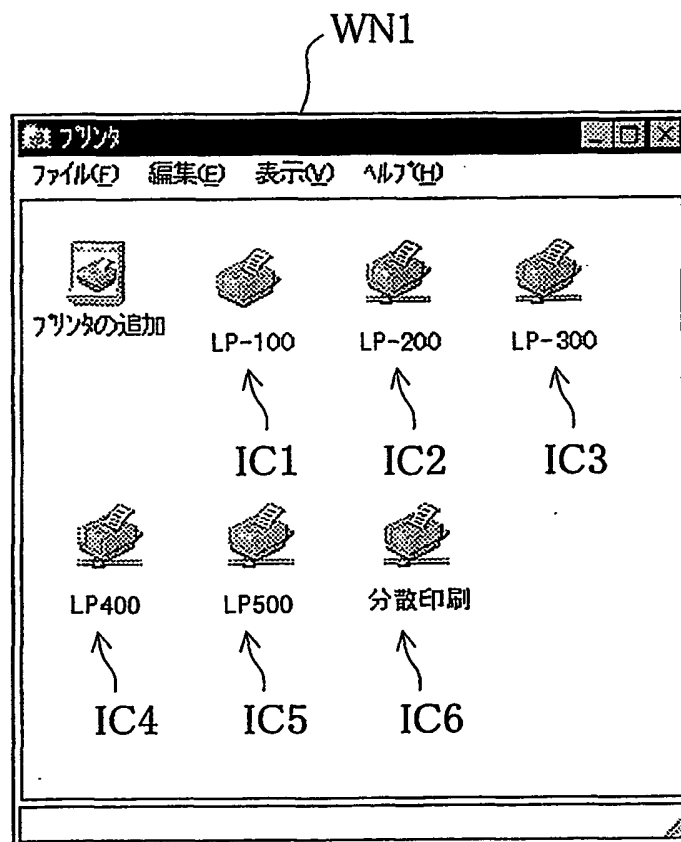 WN1
プリンタ
ファイル(F) 編集(E) 表示(V) ヘルプ(H)
プリンタの追加 LP-100 LP-200 LP-300
IC1 IC2 IC3
LP400 LP500 分散印刷
IC4 IC5 IC6